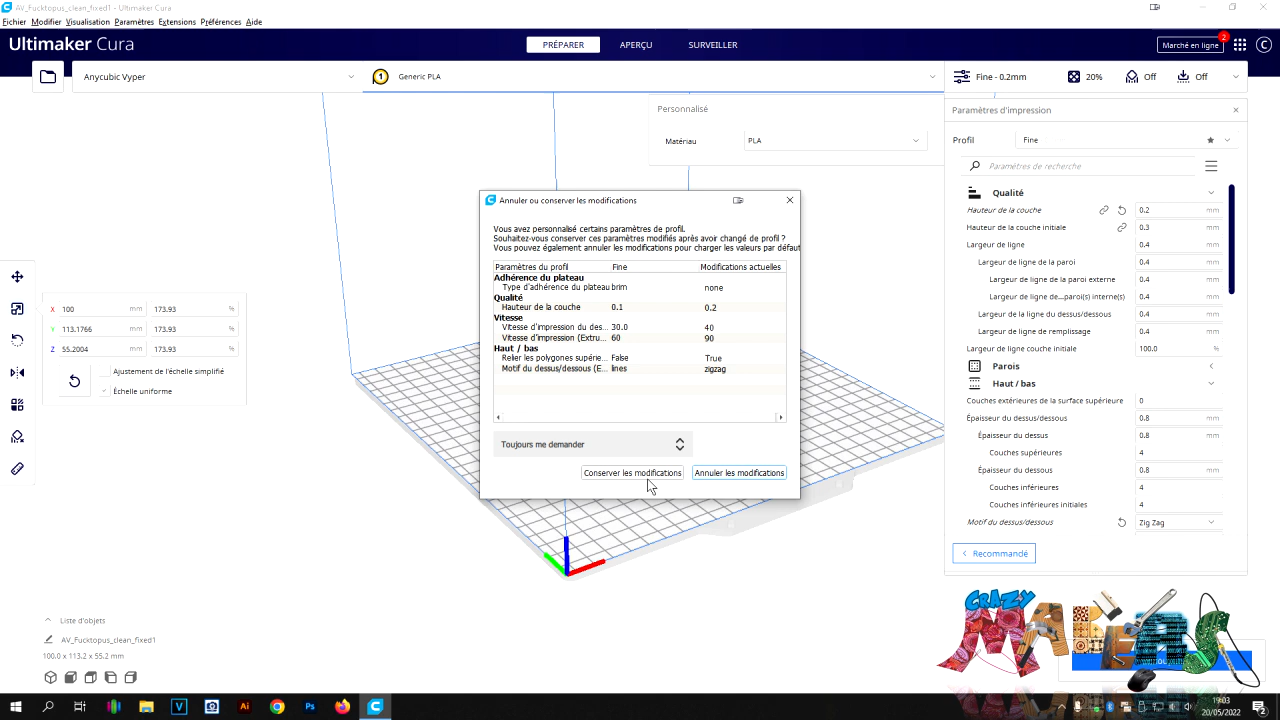 AV_Fucktopus_clean_fixed1 - Ultimaker Cura
Fichier Modifier Visualisation Paramètres Extensions Préférences Aide
Ultimaker Cura
PRÉPARER
APERÇU
SURVEILLER
Marché en ligne
2
C
Anycubic Vyper
1
Generic PLA
Fine - 0.2mm
20%
Off
Off
Personnalisé
Matériau
PLA
Paramètres d'impression
Profil
Fine
Paramètres de recherche
Qualité
Hauteur de la couche 0.2 mm
Hauteur de la couche initiale 0.3 mm
Largeur de ligne 0.4 mm
Largeur de ligne de la paroi 0.4 mm
Largeur de ligne de la paroi externe 0.4 mm
Largeur de ligne de...paroi(s) interne(s) 0.4 mm
Largeur de la ligne du dessus/dessous 0.4 mm
Largeur de ligne de remplissage 0.4 mm
Largeur de ligne couche initiale 100.0 %
Parois
Haut / bas
Couches extérieures de la surface supérieure 0
Épaisseur du dessus/dessous 0.8 mm
Épaisseur du dessus 0.8 mm
Couches supérieures 4
Épaisseur du dessous 0.8 mm
Couches inférieures 4
Couches inférieures initiales 4
Motif du dessus/dessous Zig Zag
Recommandé
X 100 mm 173.93 %
Y 113.1766 mm 173.93 %
Z 55.2004 mm 173.93 %
Ajustement de l'échelle simplifié
Échelle uniforme
Annuler ou conserver les modifications
Vous avez personnalisé certains paramètres de profil.
Souhaitez-vous conserver ces paramètres modifiés après avoir changé de profil ?
Vous pouvez également annuler les modifications pour charger les valeurs par défaut
Paramètres du profil Fine Modifications actuelles
Adhérence du plateau
Type d'adhérence du plateau brim none
Qualité
Hauteur de la couche 0.1 0.2
Vitesse
Vitesse d'impression du des... 30.0 40
Vitesse d'impression (Extru... 60 90
Haut / bas
Relier les polygones supérie... False True
Motif du dessus/dessous (E... lines zigzag
Toujours me demander
Conserver les modifications
Annuler les modifications
Liste d'objets
AV_Fucktopus_clean_fixed1
100.0 x 113.2 x 55.2 mm
CRAZY
MAKERS
V
Ai
Ps
19:03
20/05/2022
2